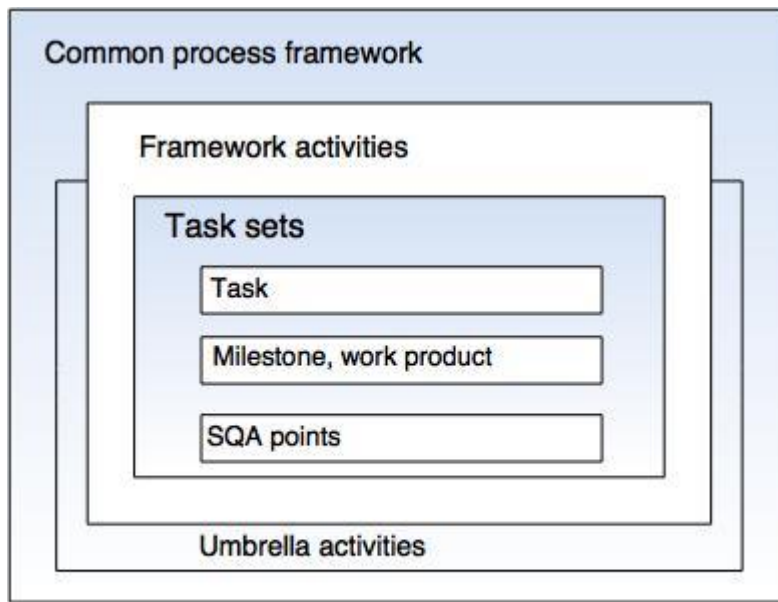 Common process framework
Framework activities
Task sets
Task
Milestone, work product
SQA points
Umbrella activities